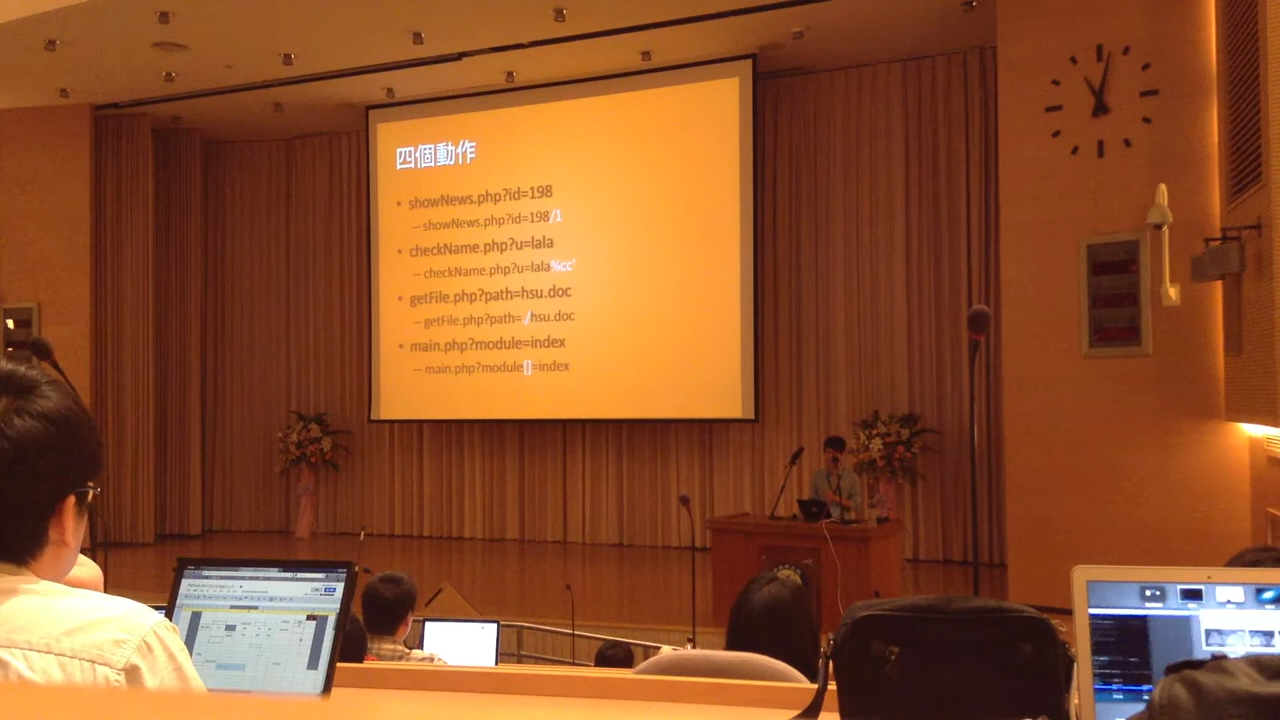 四個動作
• showNews.php?id=198
– showNews.php?id=198/1
• checkName.php?u=lala
– checkName.php?u=lala%cc'
• getFile.php?path=hsu.doc
– getFile.php?path=./hsu.doc
• main.php?module=index
– main.php?module[]=index